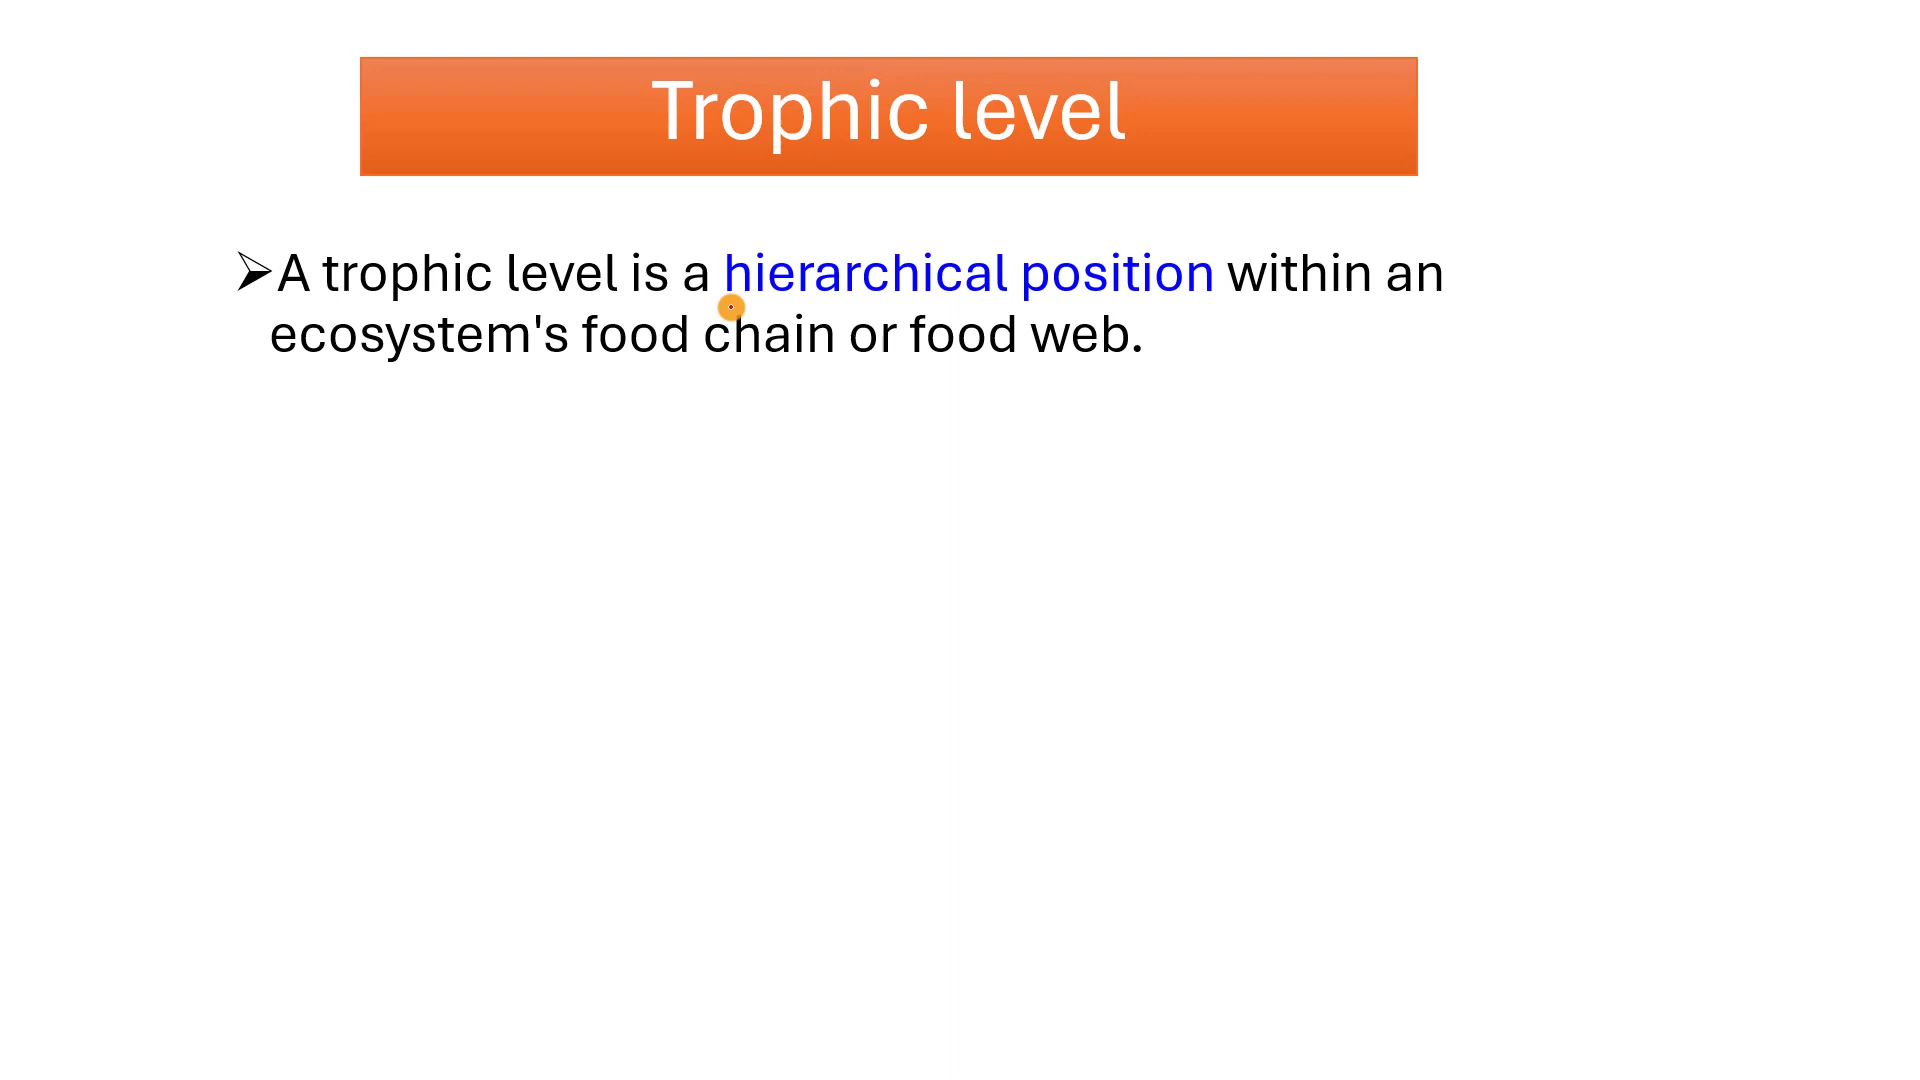 Trophic level
➢A trophic level is a hierarchical position within an
ecosystem's food chain or food web.